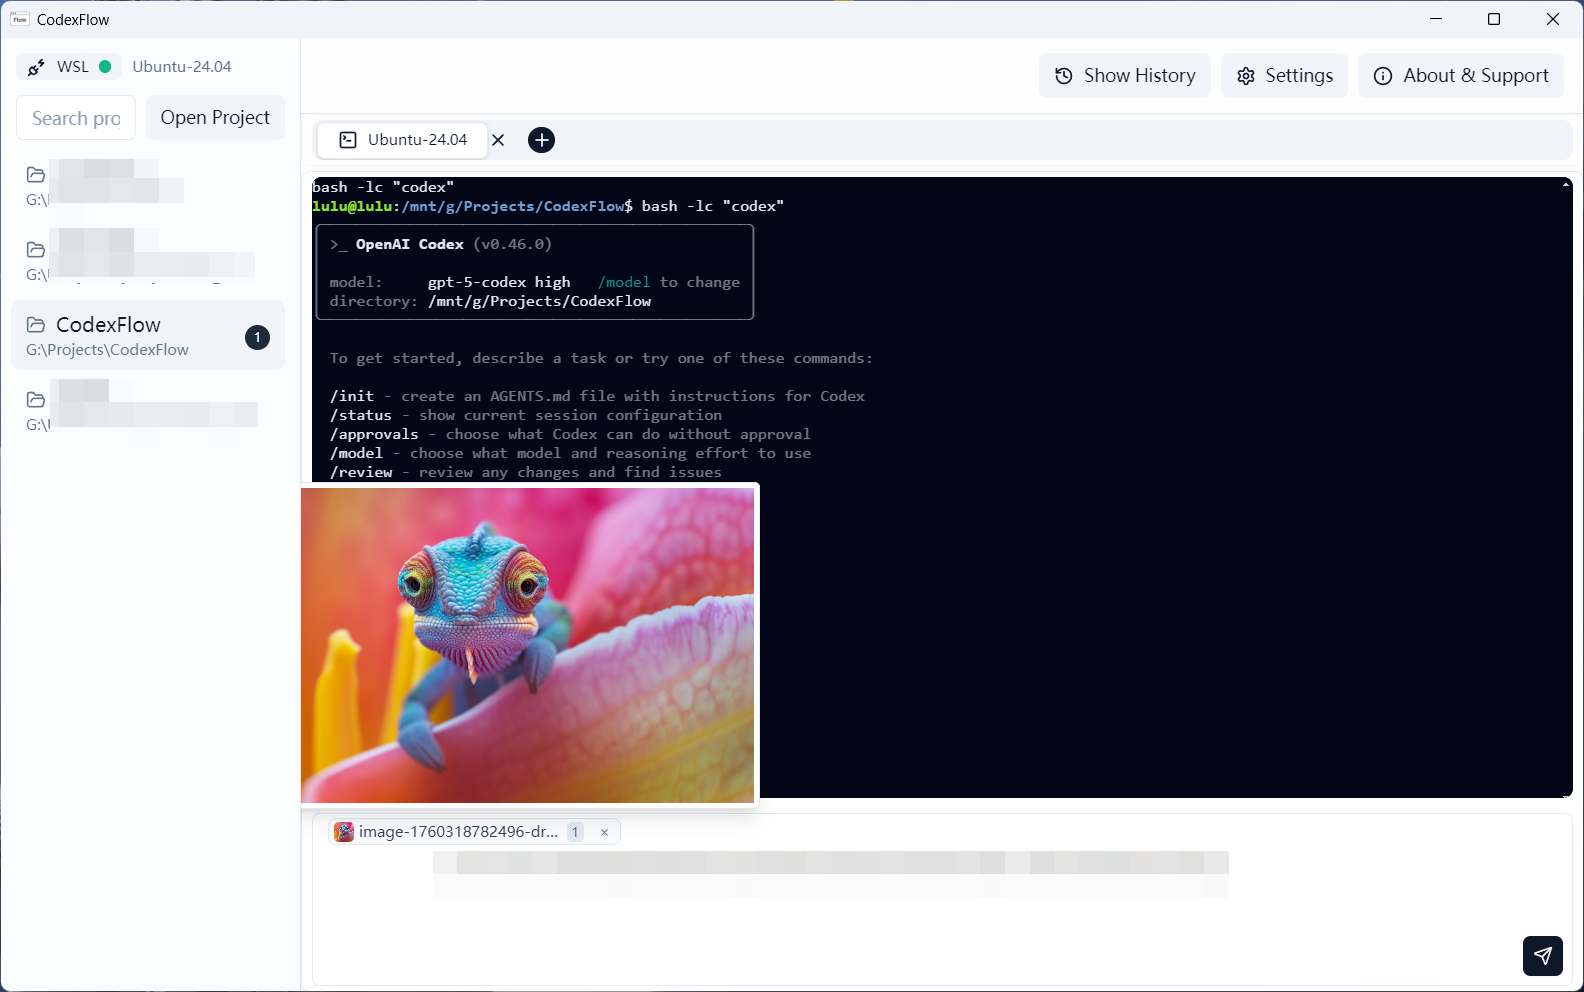 Flow CodexFlow
WSL Ubuntu-24.04
Show History Settings About & Support
Search pro Open Project
Ubuntu-24.04
G:\
G:\
CodexFlow
G:\Projects\CodexFlow
1
G:\
bash -lc "codex"
lulu@lulu:/mnt/g/Projects/CodexFlow$ bash -lc "codex"
>_ OpenAI Codex (v0.46.0)
model: gpt-5-codex high /model to change
directory: /mnt/g/Projects/CodexFlow
To get started, describe a task or try one of these commands:
/init - create an AGENTS.md file with instructions for Codex
/status - show current session configuration
/approvals - choose what Codex can do without approval
/model - choose what model and reasoning effort to use
/review - review any changes and find issues
image-1760318782496-dr... 1 ×